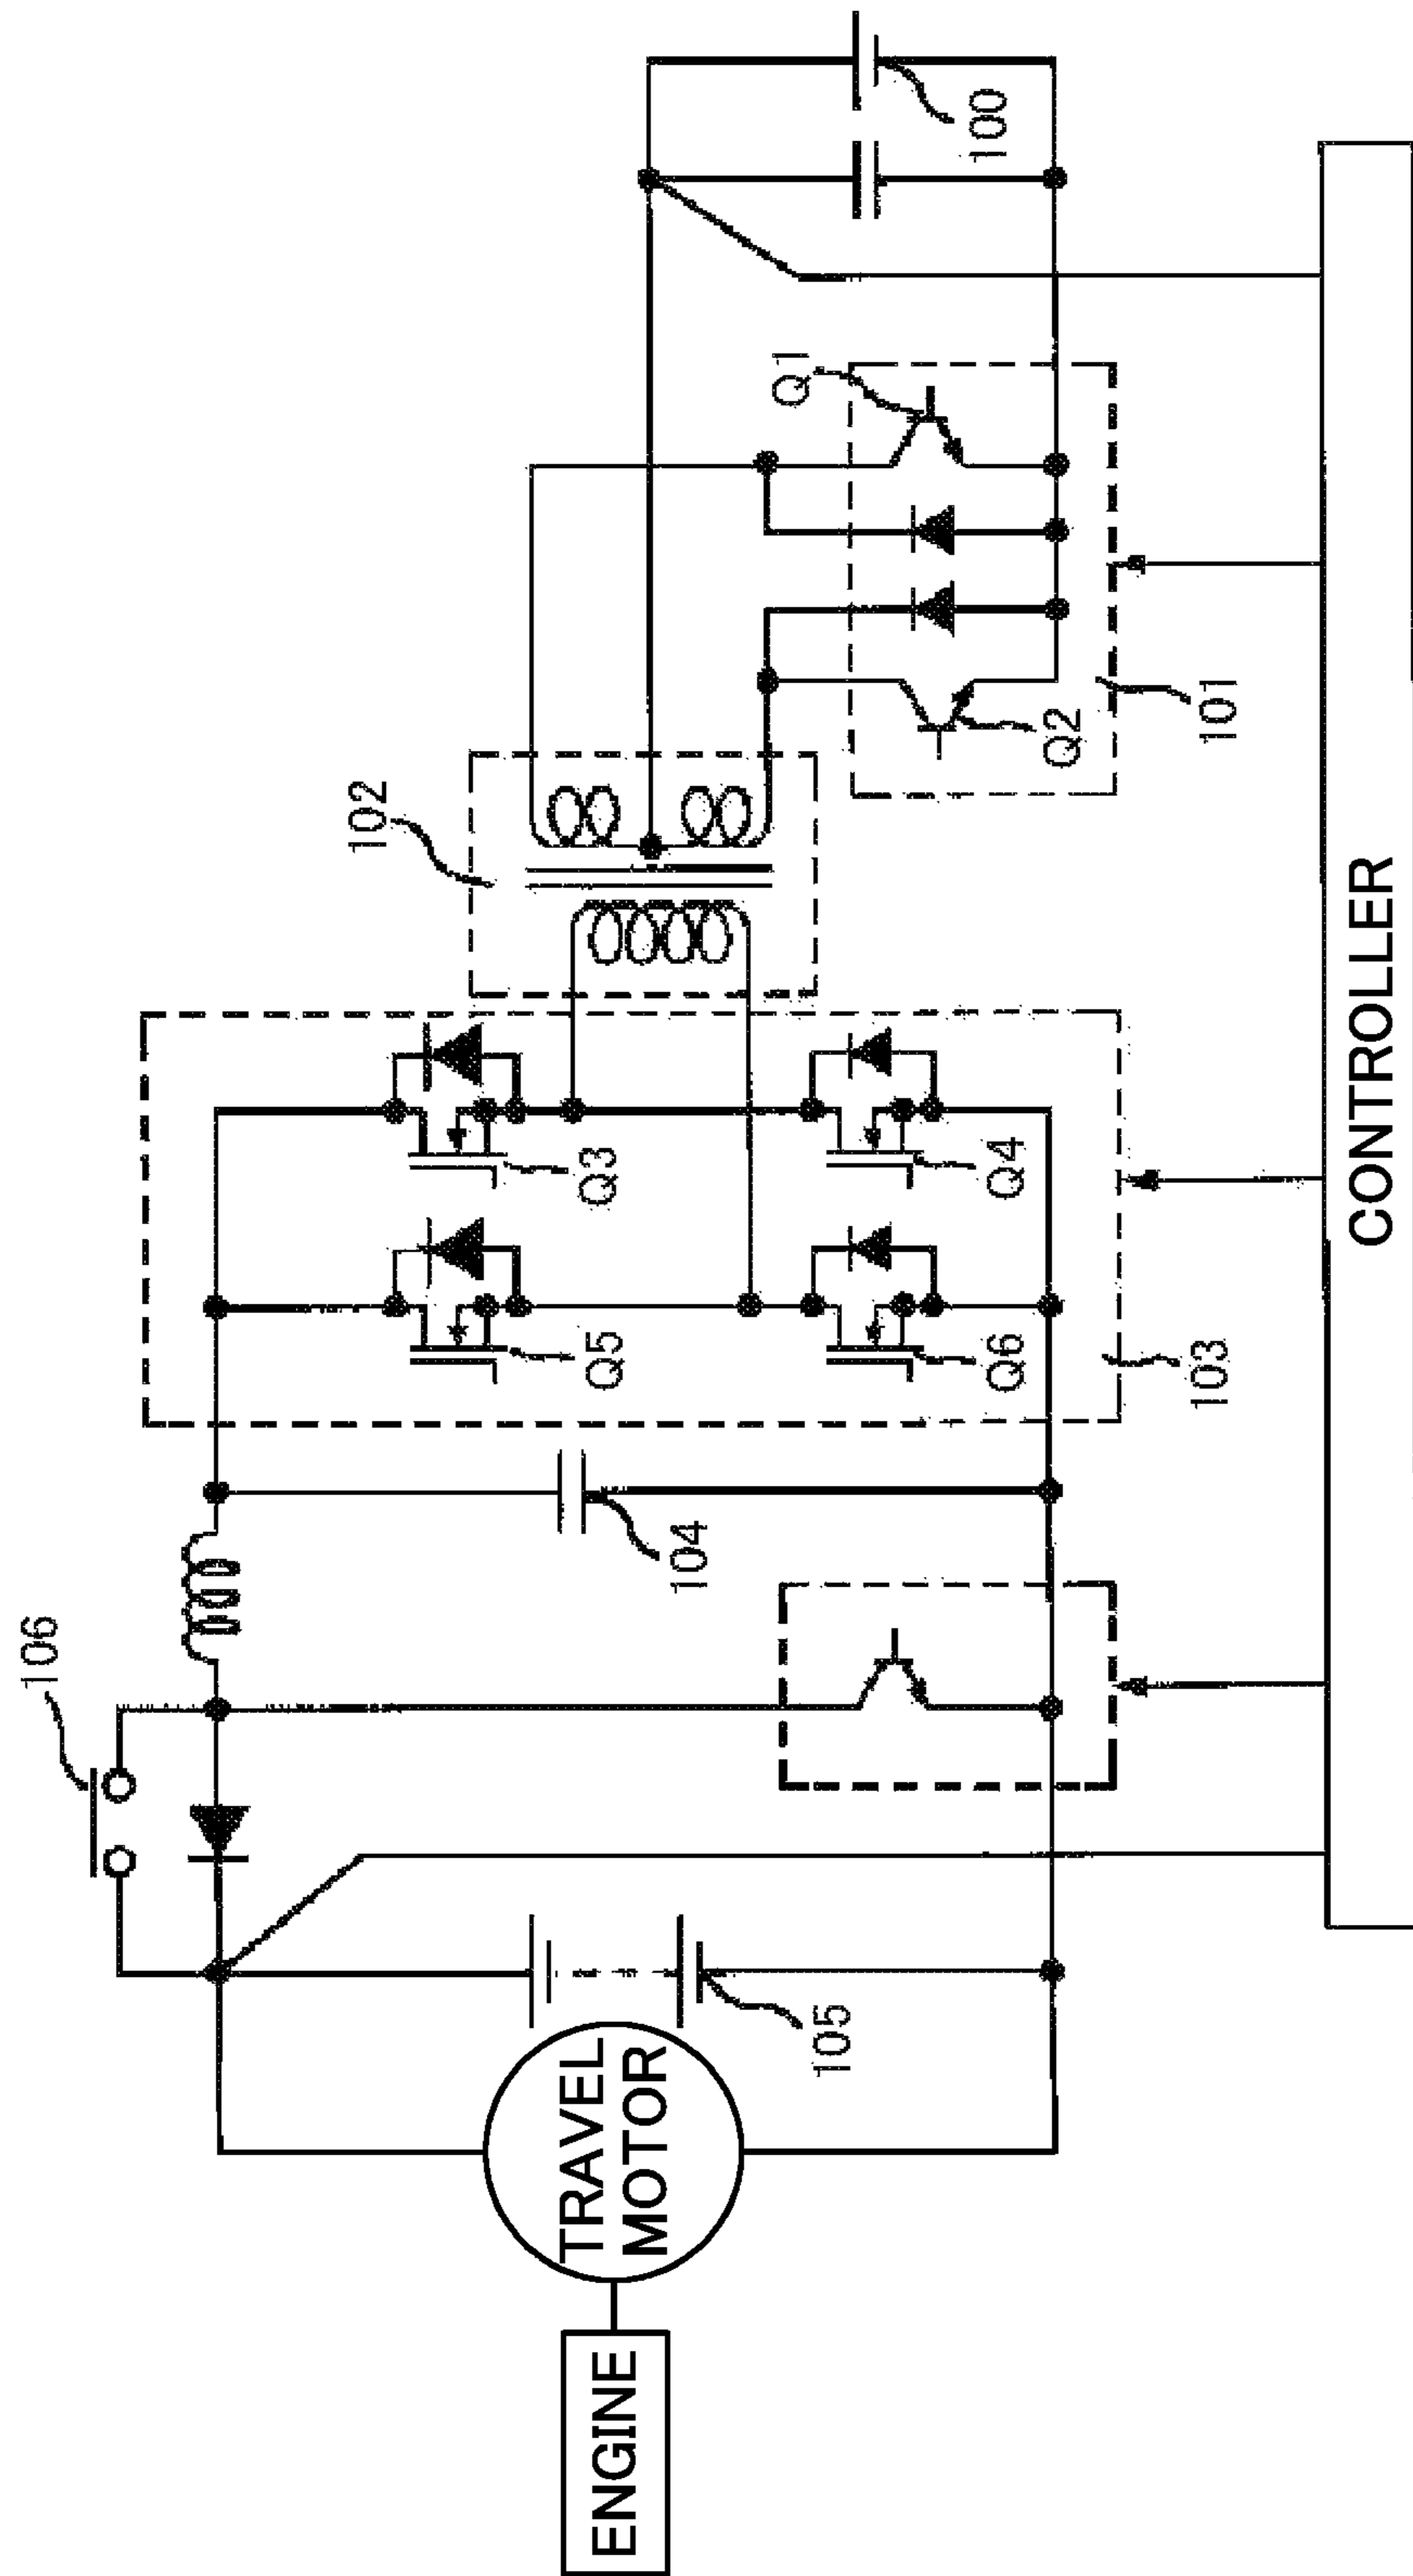 106
102
100
Q1
Q3
Q5
104
Q2
Q4
Q6
101
103
105
TRAVEL
MOTOR
ENGINE
CONTROLLER